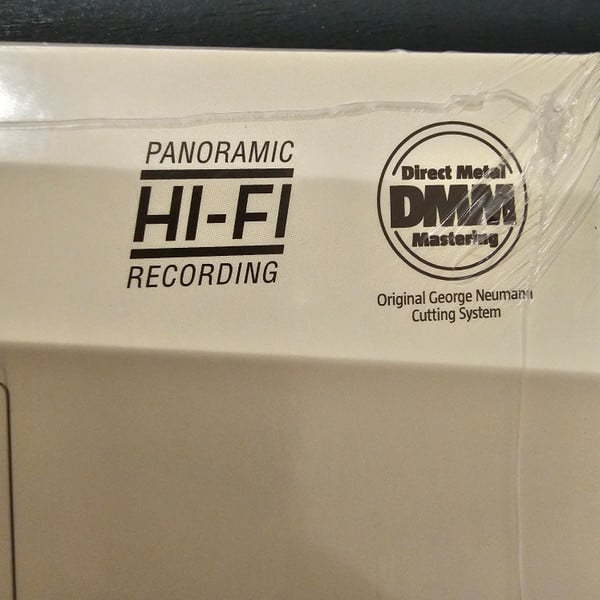 PANORAMIC
HI-FI
RECORDING
Direct Metal
DMM
Mastering
Original George Neumann
Cutting System